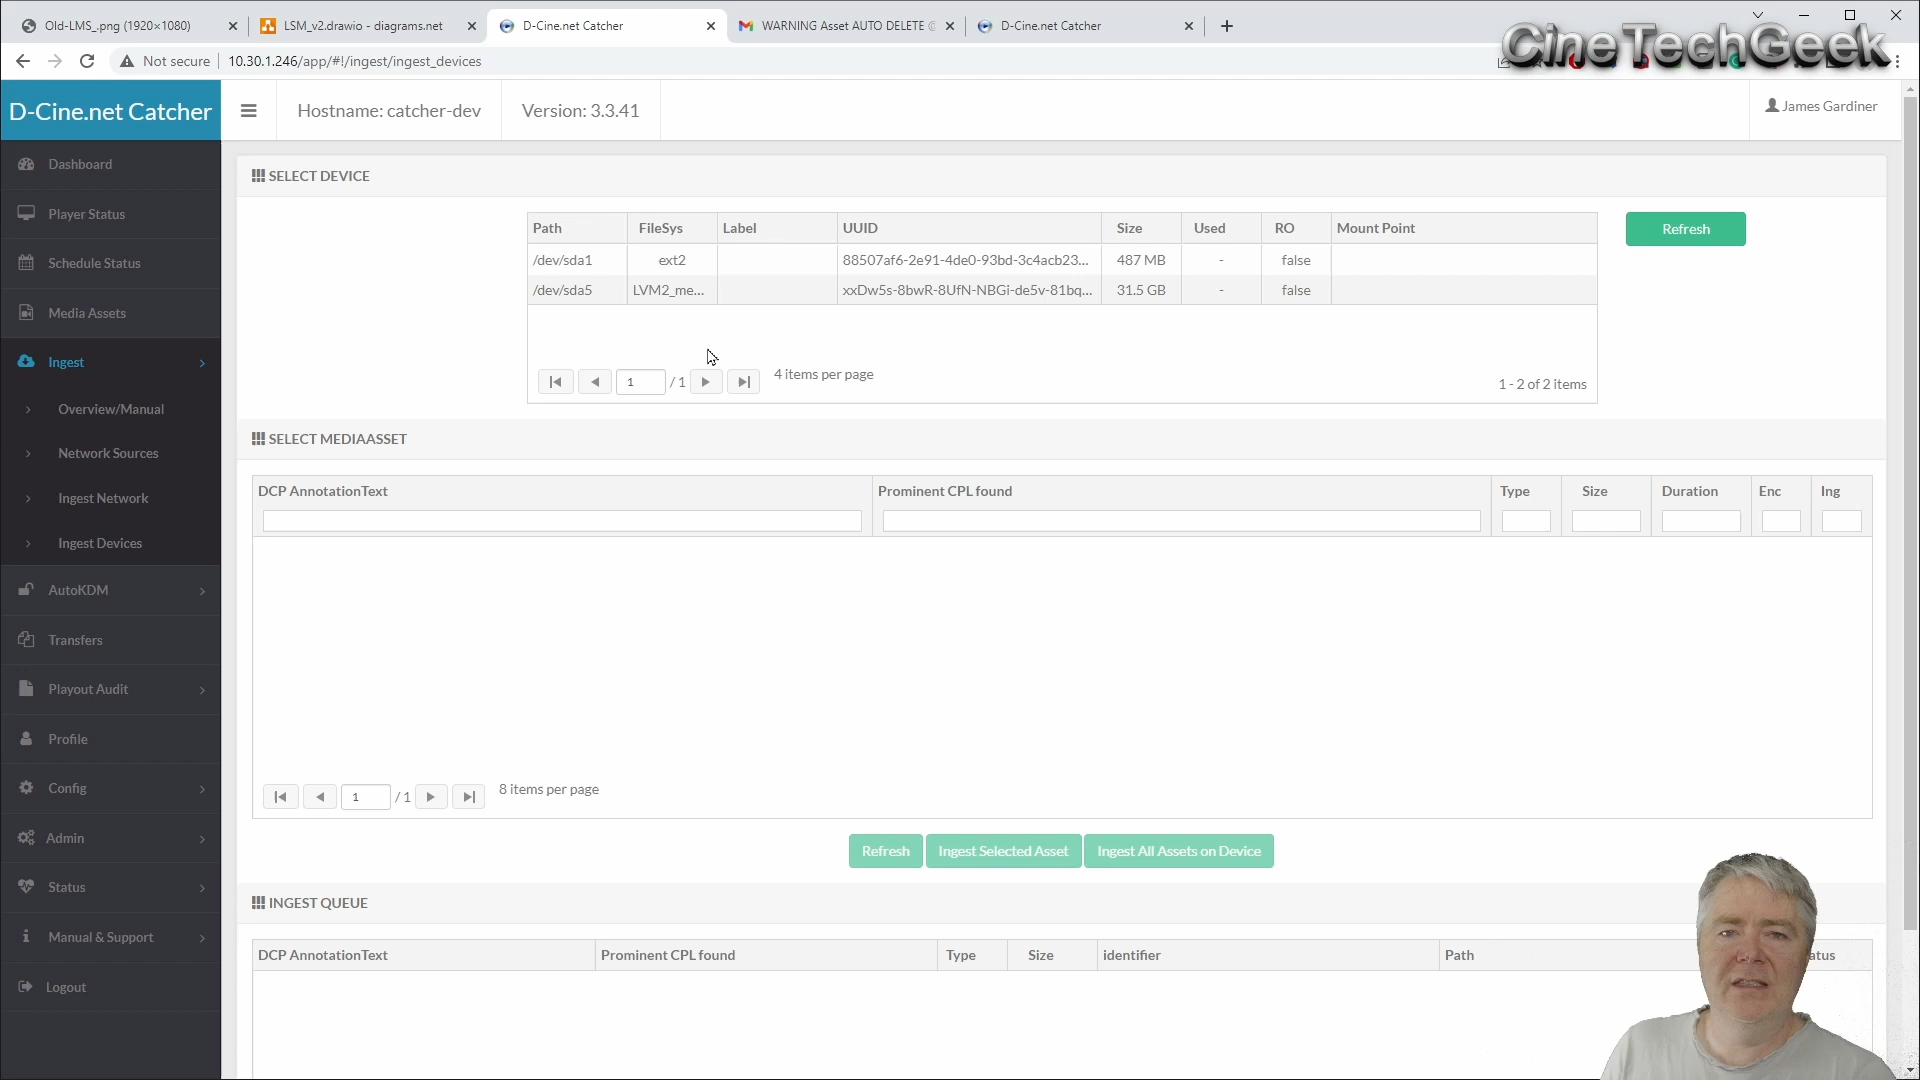 Old-LMS_.png (1920×1080)
LSM_v2.drawio - diagrams.net
D-Cine.net Catcher
WARNING Asset AUTO DELETE
D-Cine.net Catcher
CineTechGeek
Not secure
10.30.1.246/app/#!/ingest/ingest_devices
D-Cine.net Catcher
Hostname: catcher-dev
Version: 3.3.41
James Gardiner
Dashboard
Player Status
Schedule Status
Media Assets
Ingest
Overview/Manual
Network Sources
Ingest Network
Ingest Devices
AutoKDM
Transfers
Playout Audit
Profile
Config
Admin
Status
Manual & Support
Logout
SELECT DEVICE
Path FileSys Label UUID Size Used RO Mount Point
/dev/sda1 ext2 88507af6-2e91-4de0-93bd-3c4acb23... 487 MB - false
/dev/sda5 LVM2_me... xxDw5s-8bwR-8UfN-NBGi-de5v-81bq... 31.5 GB - false
1 / 1 4 items per page
1 - 2 of 2 items
Refresh
SELECT MEDIAASSET
DCP AnnotationText Prominent CPL found Type Size Duration Enc Ing
1 / 1 8 items per page
Refresh Ingest Selected Asset Ingest All Assets on Device
INGEST QUEUE
DCP AnnotationText Prominent CPL found Type Size identifier Path atus